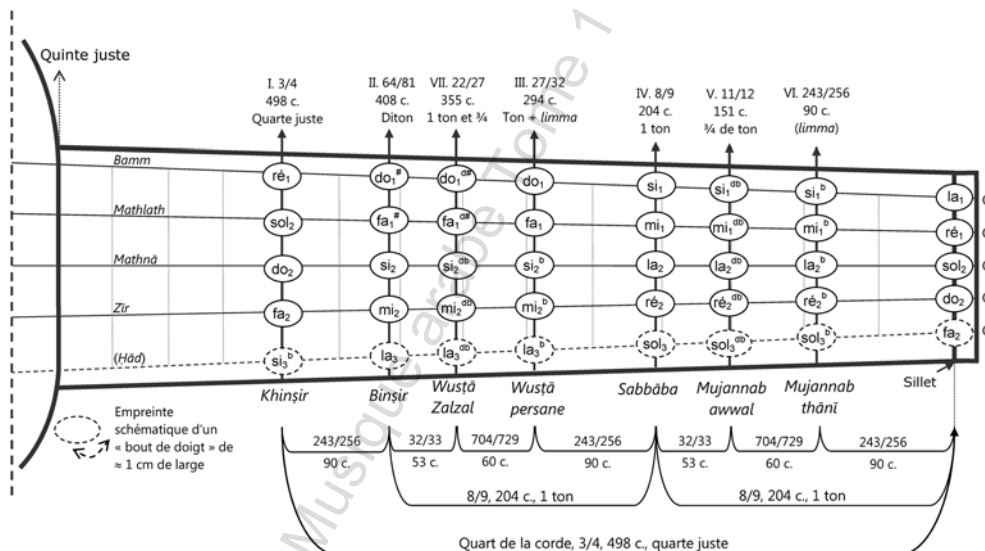 Quinte juste
I. 3/4
498 c.
Quarte juste
II. 64/81
408 c.
Diton
VII. 22/27
355 c.
1 ton et ¾
III. 27/32
294 c.
Ton + limma
IV. 8/9
204 c.
1 ton
V. 11/12
151 c.
¾ de ton
VI. 243/256
90 c.
(limma)
Bamm
ré₁ do₁# do₁d# do₁ si₁ si₁db si₁b la₁
Mathlath
sol₂ fa₁# fa₁d# fa₁ mi₁ mi₁db mi₁b ré₁
Mathnā
do₂ si₂ si₂db si₂b la₂ la₂db la₂b sol₂
Zīr
fa₂ mi₂ mi₂db mi₂b ré₂ ré₂db ré₂b do₂
(Hād)
si₃b la₃ la₃db la₃b sol₃ sol₃db sol₃b fa₂
Khinṣir
Binṣir
Wusṭā
Zalzal
Wusṭā
persane
Sabbāba
Mujannab
awwal
Mujannab
thānī
Sillet
Empreinte
schématique d'un
« bout de doigt » de
≈ 1 cm de large
243/256 32/33 704/729 243/256 32/33 704/729 243/256
90 c. 53 c. 60 c. 90 c. 53 c. 60 c. 90 c.
8/9, 204 c., 1 ton 8/9, 204 c., 1 ton
Quart de la corde, 3/4, 498 c., quarte juste
Musique arabe Tome 1